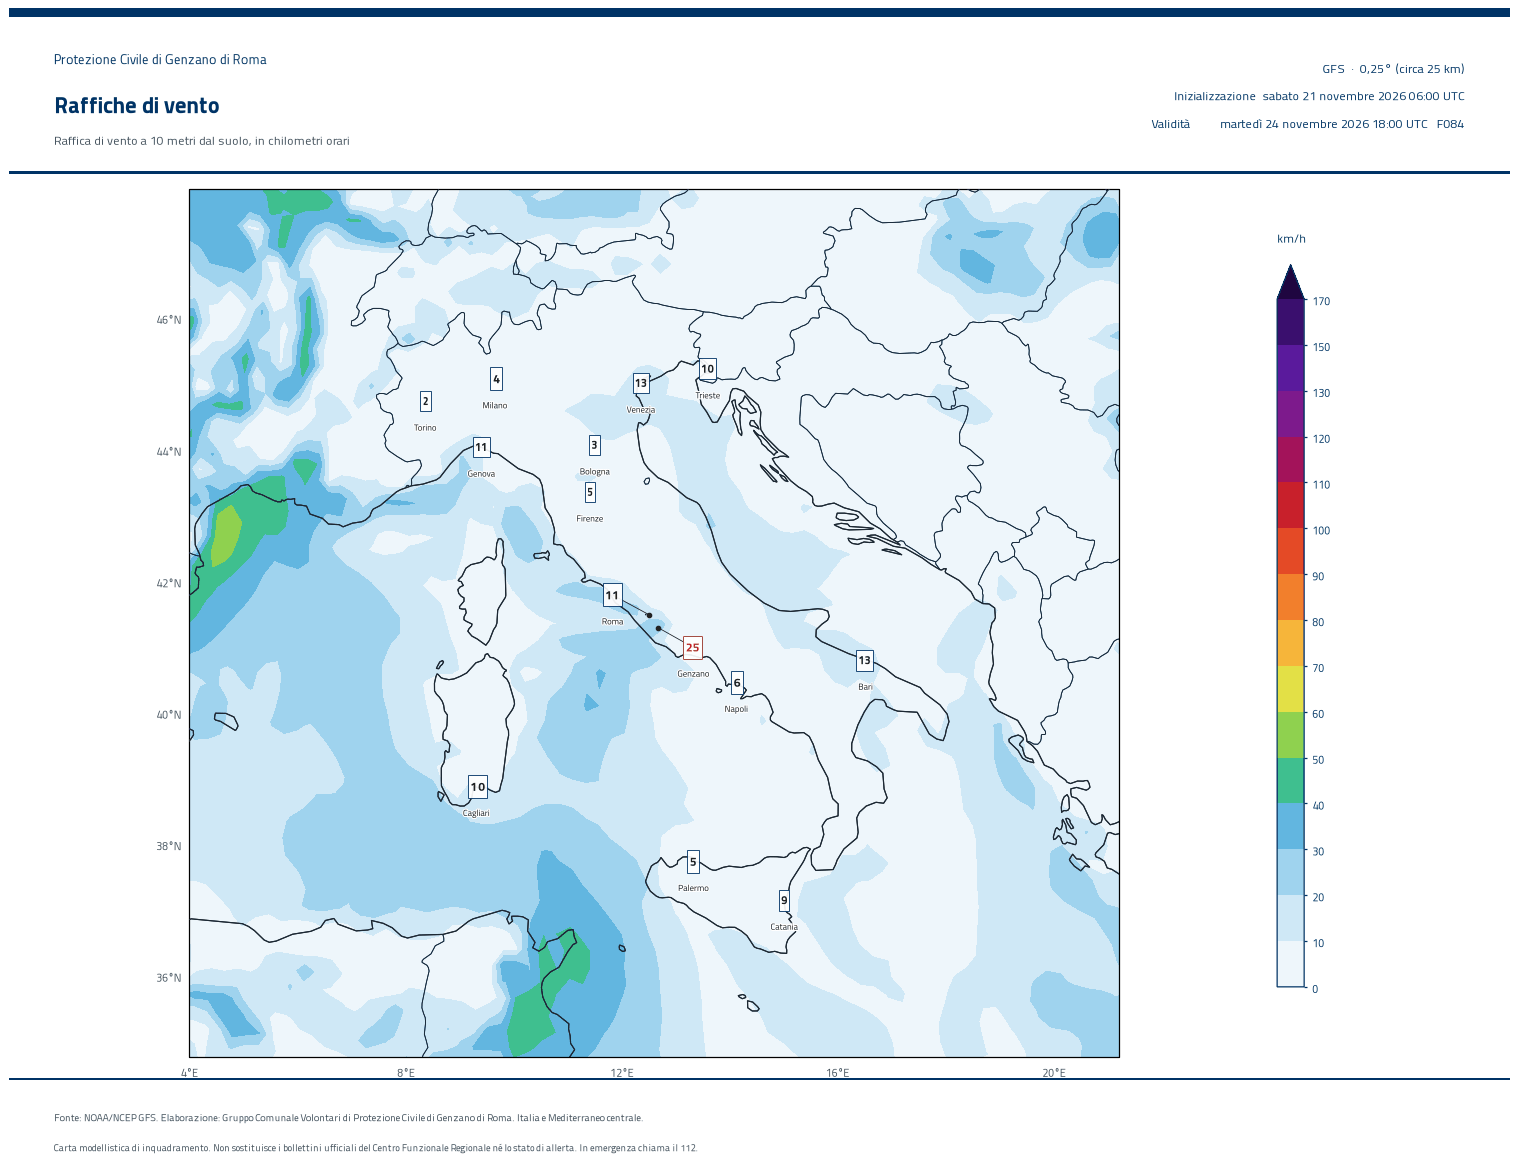 Protezione Civile di Genzano di Roma
Raffiche di vento
Raffica di vento a 10 metri dal suolo, in chilometri orari
GFS · 0,25° (circa 25 km)
Inizializzazione sabato 21 novembre 2026 06:00 UTC
Validità martedì 24 novembre 2026 18:00 UTC F084
km/h
170
150
130
120
110
100
90
80
70
60
50
40
30
20
10
0
46°N
44°N
42°N
40°N
38°N
36°N
4°E
8°E
12°E
16°E
20°E
2
Torino
4
Milano
13
Venezia
10
Trieste
11
Genova
3
Bologna
5
Firenze
11
Roma
25
Genzano
6
Napoli
13
Bari
10
Cagliari
5
Palermo
9
Catania
Fonte: NOAA/NCEP GFS. Elaborazione: Gruppo Comunale Volontari di Protezione Civile di Genzano di Roma. Italia e Mediterraneo centrale.
Carta modellistica di inquadramento. Non sostituisce i bollettini ufficiali del Centro Funzionale Regionale né lo stato di allerta. In emergenza chiama il 112.